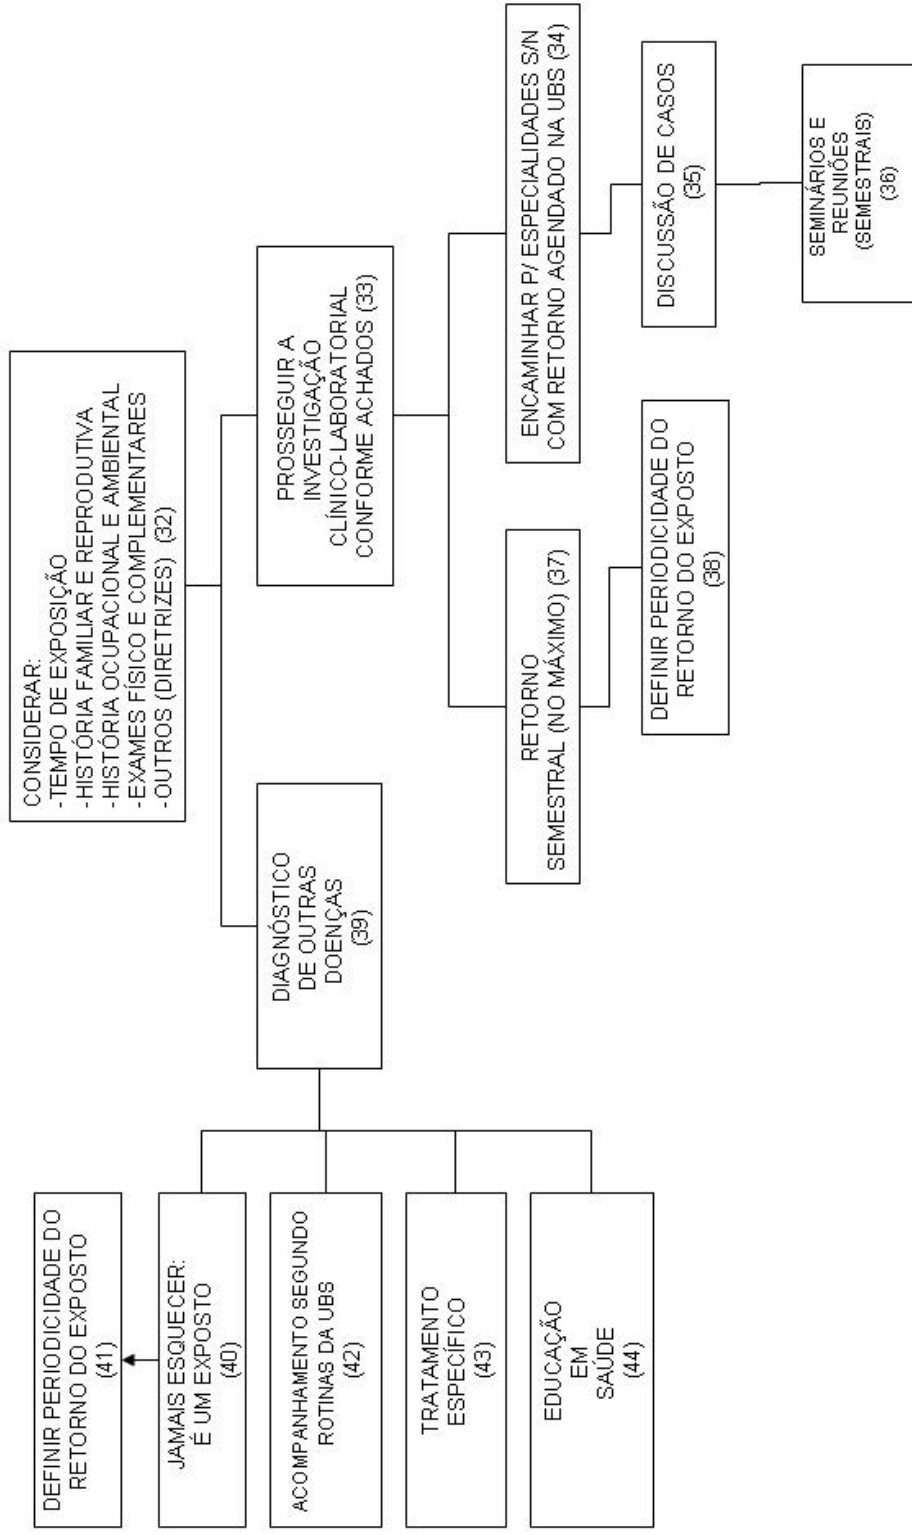 CONSIDERAR:
-TEMPO DE EXPOSIÇÃO
-HISTÓRIA FAMILIAR E REPRODUTIVA
-HISTÓRIA OCUPACIONAL E AMBIENTAL
-EXAMES FÍSICO E COMPLEMENTARES
-OUTROS (DIRETRIZES) (32)
DIAGNÓSTICO
DE OUTRAS
DOENÇAS
(39)
PROSSEGUIR A
INVESTIGAÇÃO
CLÍNICO-LABORATORIAL
CONFORME ACHADOS (33)
DEFINIR PERIODICIDADE DO
RETORNO DO EXPOSTO
(41)
JAMAIS ESQUECER:
É UM EXPOSTO
(40)
ACOMPANHAMENTO SEGUNDO
ROTINAS DA UBS
(42)
TRATAMENTO
ESPECÍFICO
(43)
EDUCAÇÃO
EM
SAÚDE
(44)
RETORNO
SEMESTRAL (NO MÁXIMO) (37)
DEFINIR PERIODICIDADE DO
RETORNO DO EXPOSTO
(38)
ENCAMINHAR P/ ESPECIALIDADES S/N
COM RETORNO AGENDADO NA UBS (34)
DISCUSSÃO DE CASOS
(35)
SEMINÁRIOS E
REUNIÕES
(SEMESTRAIS)
(36)